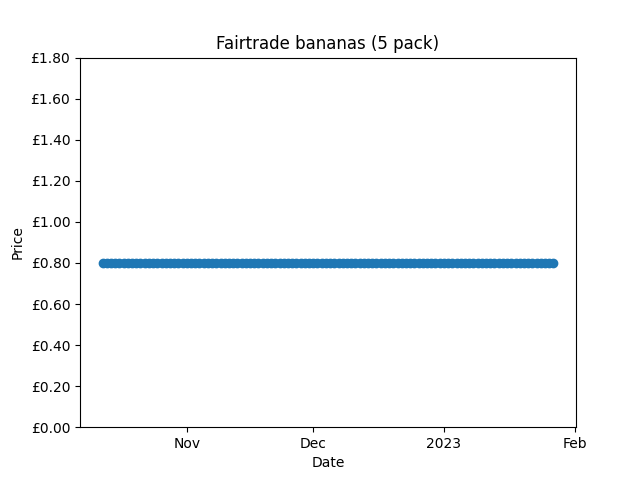 Fairtrade bananas (5 pack)
£1.80
£1.60
£1.40
£1.20
£1.00
£0.80
£0.60
£0.40
£0.20
£0.00
Price
Nov Dec 2023 Feb
Date